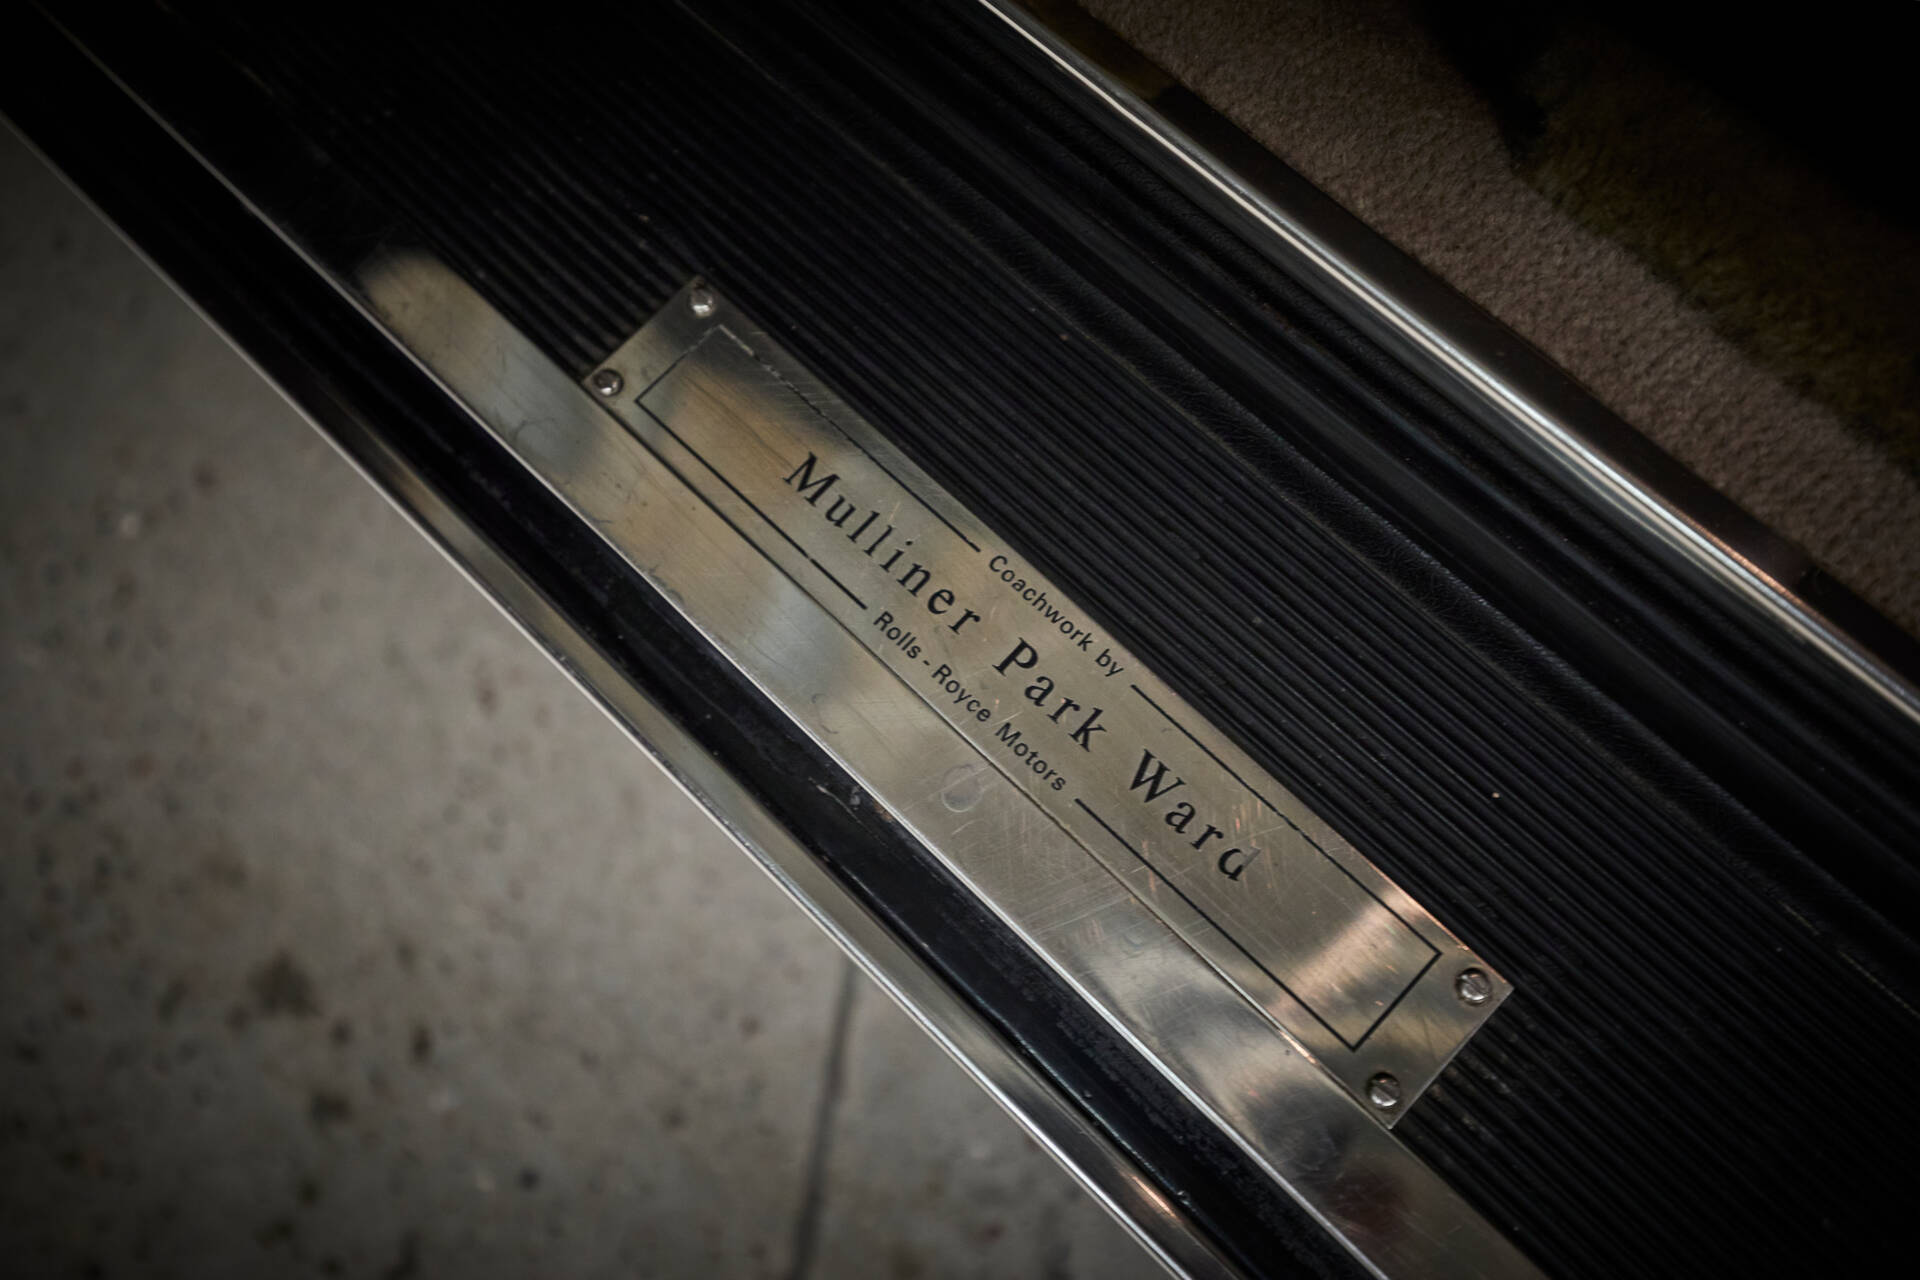 Coachwork by
Mulliner Park Ward
Rolls-Royce Motors